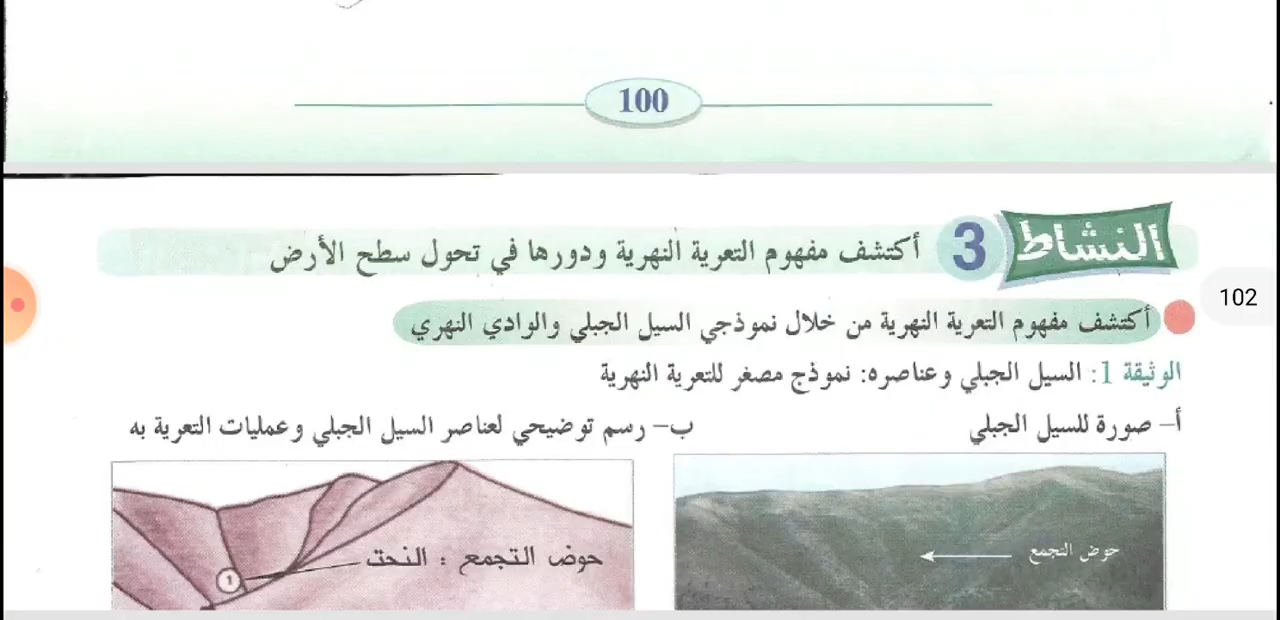 100
النشاط 3 أكتشف مفهوم التعرية النهرية ودورها في تحول سطح الأرض
102
أكتشف مفهوم التعرية النهرية من خلال نموذجي السيل الجبلي والوادي النهري
الوثيقة 1: السيل الجبلي وعناصره: نموذج مصغر للتعرية النهرية
أ- صورة للسيل الجبلي
ب- رسم توضيحي لعناصر السيل الجبلي وعمليات التعرية به
حوض التجمع
حوض التجمع : النحت
1